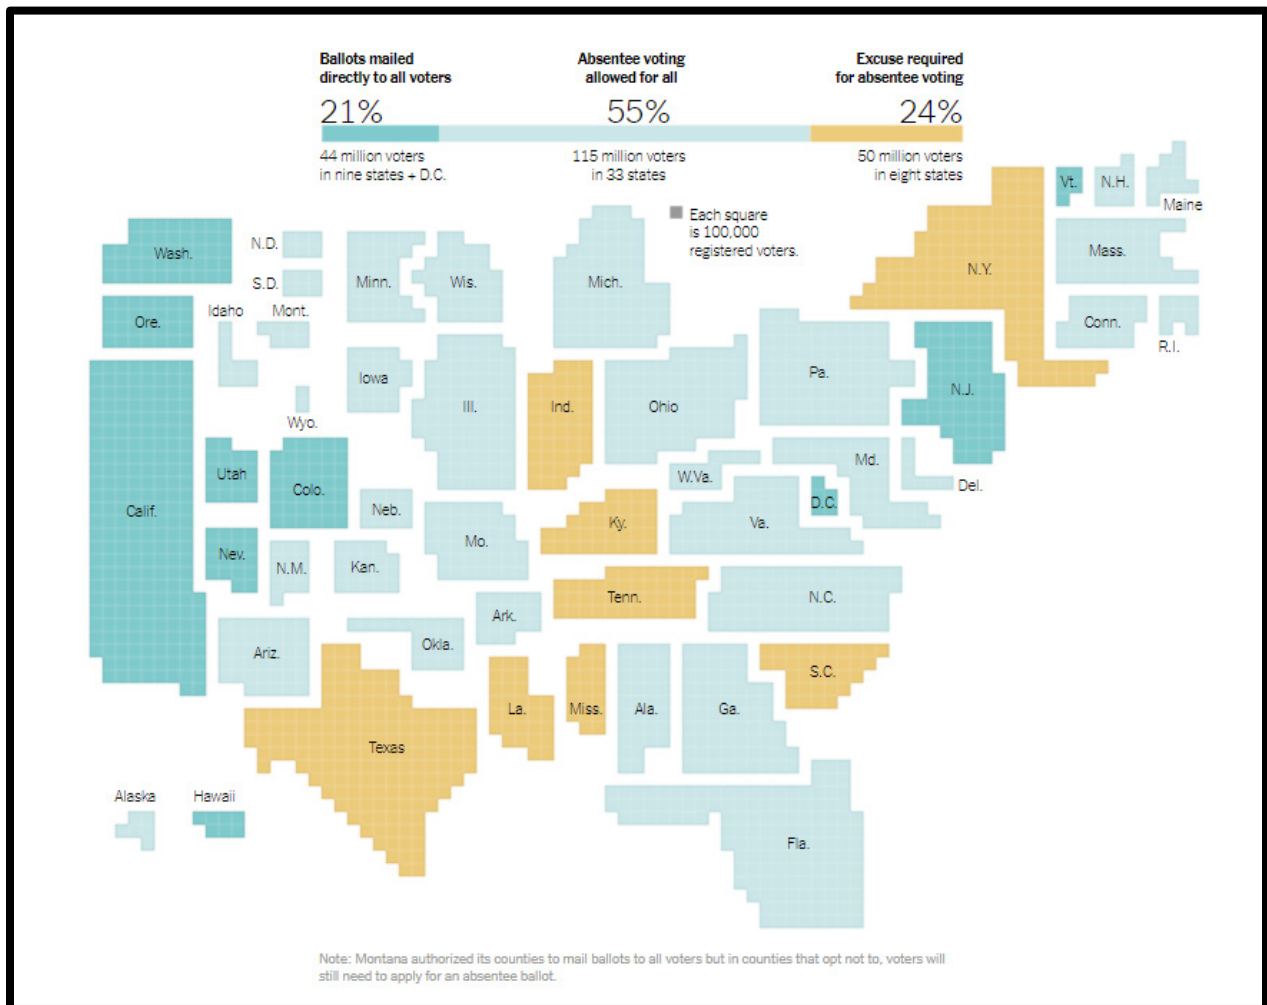 Ballots mailed
directly to all voters
21%
44 million voters
in nine states + D.C.
Absentee voting
allowed for all
55%
115 million voters
in 33 states
Excuse required
for absentee voting
24%
50 million voters
in eight states
Each square
is 100,000
registered voters.
Vt.
N.H.
Maine
Wash.
N.D.
S.D.
Minn.
Wis.
Mich.
N.Y.
Mass.
Ore.
Idaho
Mont.
Conn.
R.I.
Iowa
Wyo.
Ill.
Ind.
Ohio
Pa.
N.J.
Utah
Colo.
Md.
Del.
W.Va.
Calif.
Neb.
D.C.
Nev.
N.M.
Kan.
Mo.
Ky.
Va.
Ariz.
Okla.
Ark.
Tenn.
N.C.
S.C.
Texas
La.
Miss.
Ala.
Ga.
Alaska
Hawaii
Fla.
Note: Montana authorized its counties to mail ballots to all voters but in counties that opt not to, voters will
still need to apply for an absentee ballot.